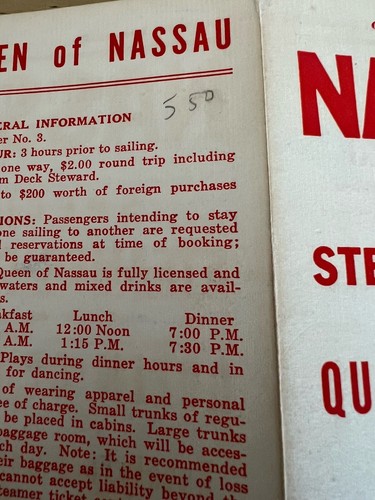 EN of NASSAU
5 50
ERAL INFORMATION
er No. 3.
UR: 3 hours prior to sailing.
one way, $2.00 round trip including
m Deck Steward.
to $200 worth of foreign purchases
IONS: Passengers intending to stay
one sailing to another are requested
l reservations at time of booking;
be guaranteed.
Queen of Nassau is fully licensed and
waters and mixed drinks are avail-
s.
kfast Lunch Dinner
A.M. 12:00 Noon 7:00 P.M.
A.M. 1:15 P.M. 7:30 P.M.
Plays during dinner hours and in
for dancing.
of wearing apparel and personal
ee of charge. Small trunks of regu-
be placed in cabins. Large trunks
baggage room, which will be acces-
ch day. Note: It is recommended
eir baggage as in the event of loss
cannot accept liability beyond the
steamer ticket
NA
STE
QU